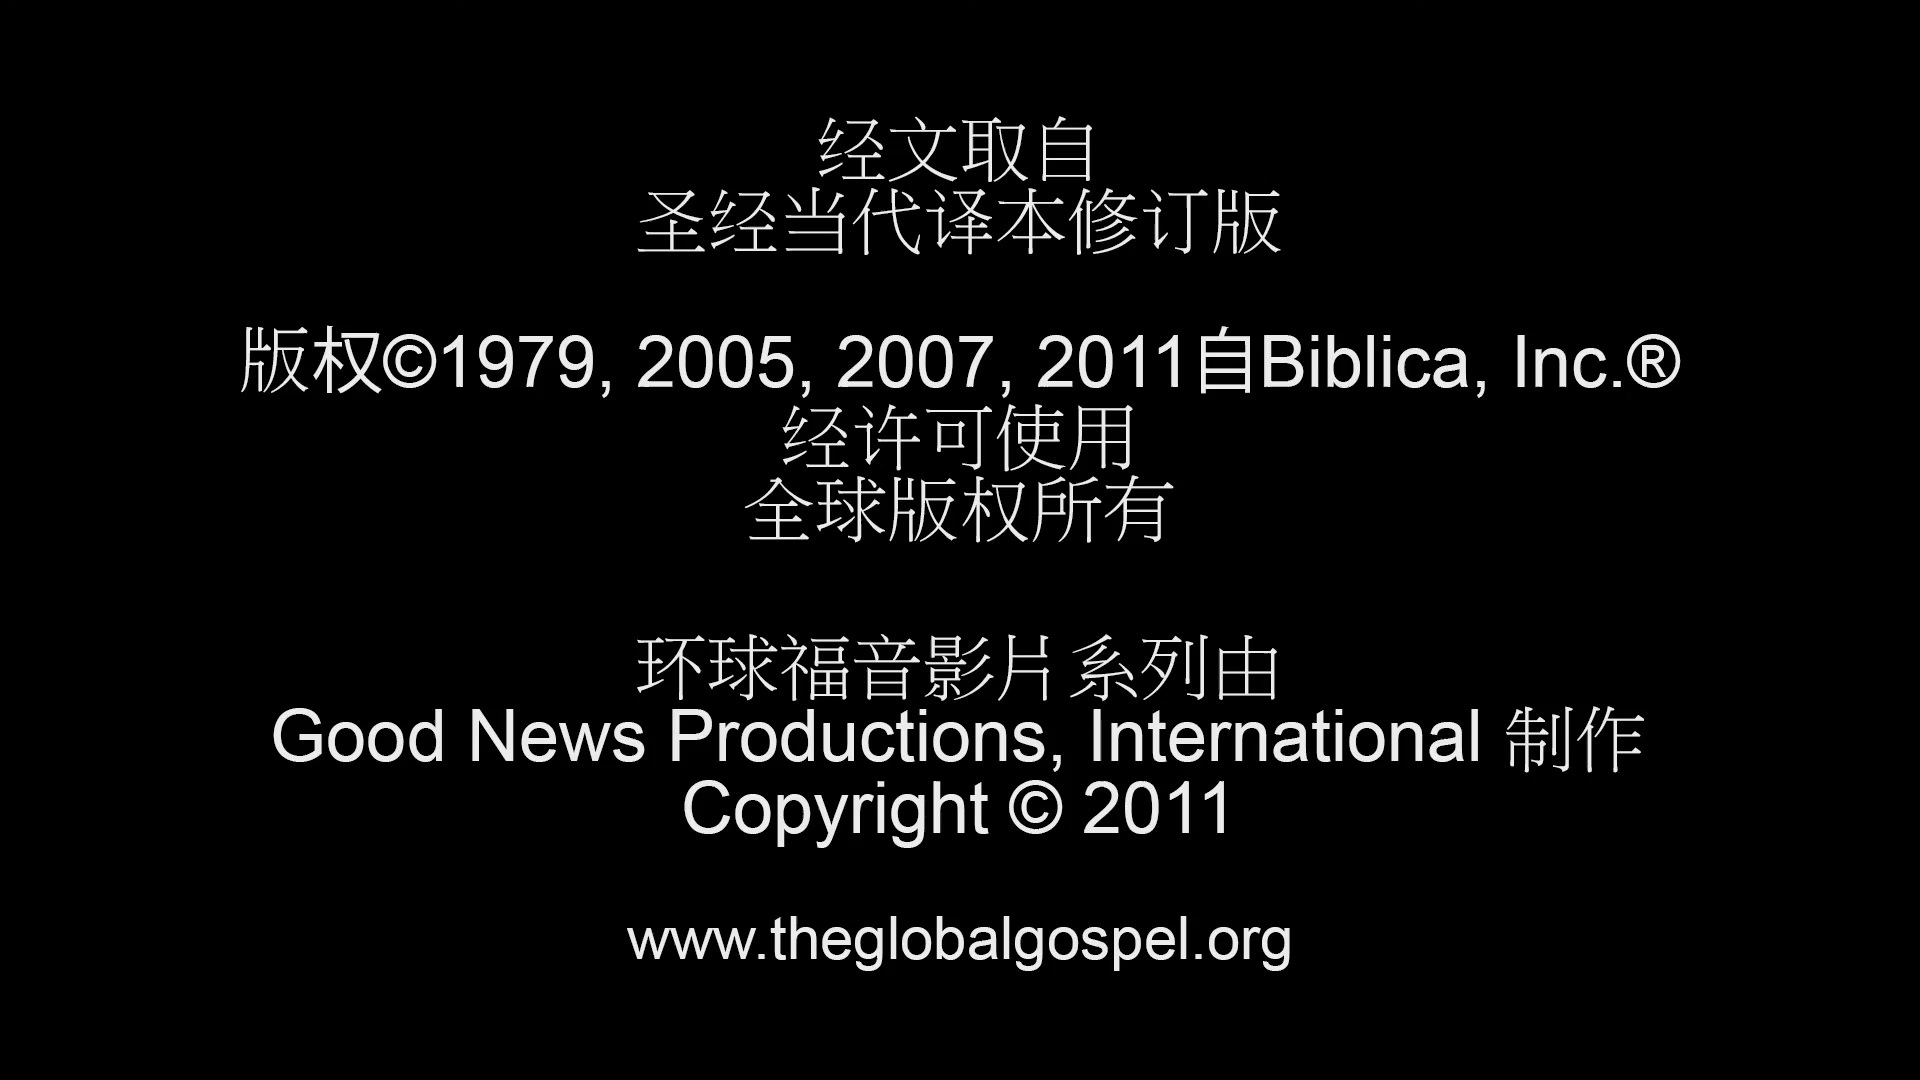 经文取自
圣经当代译本修订版
版权©1979, 2005, 2007, 2011自Biblica, Inc.®
经许可使用
全球版权所有
环球福音影片系列由
Good News Productions, International 制作
Copyright © 2011
www.theglobalgospel.org